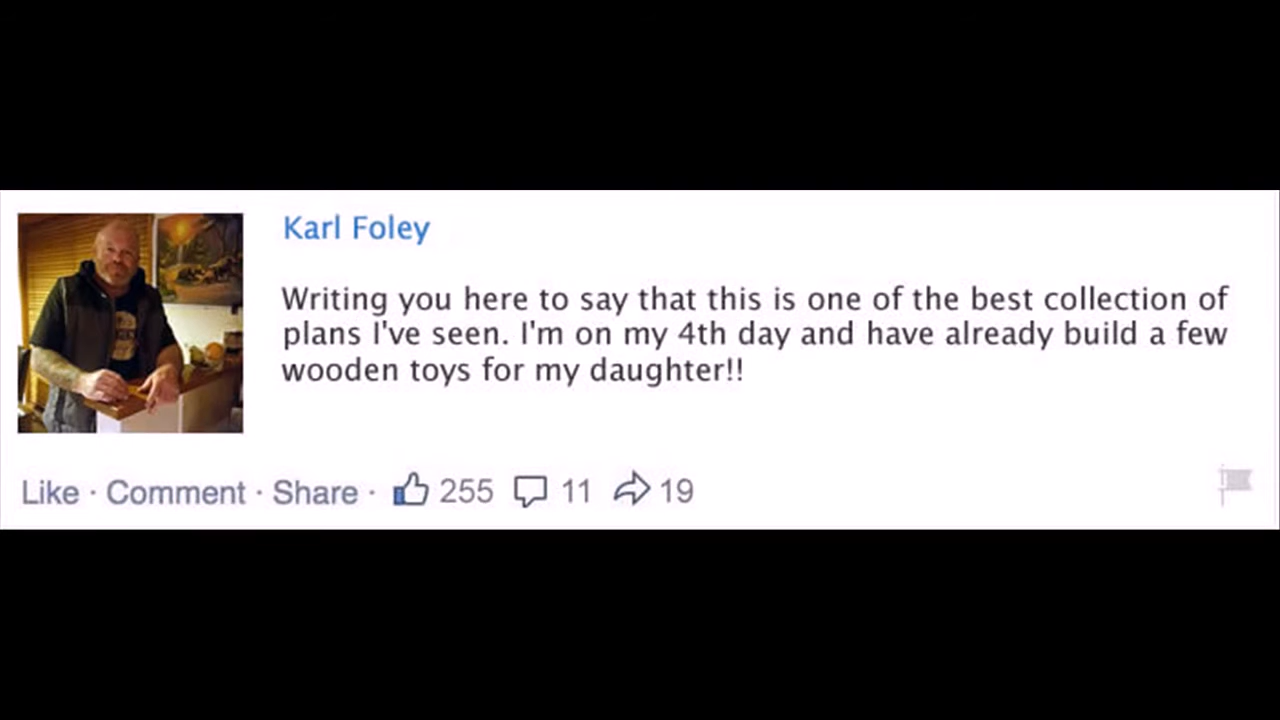 Karl Foley
Writing you here to say that this is one of the best collection of
plans I've seen. I'm on my 4th day and have already build a few
wooden toys for my daughter!!
Like · Comment · Share · 255 11 19